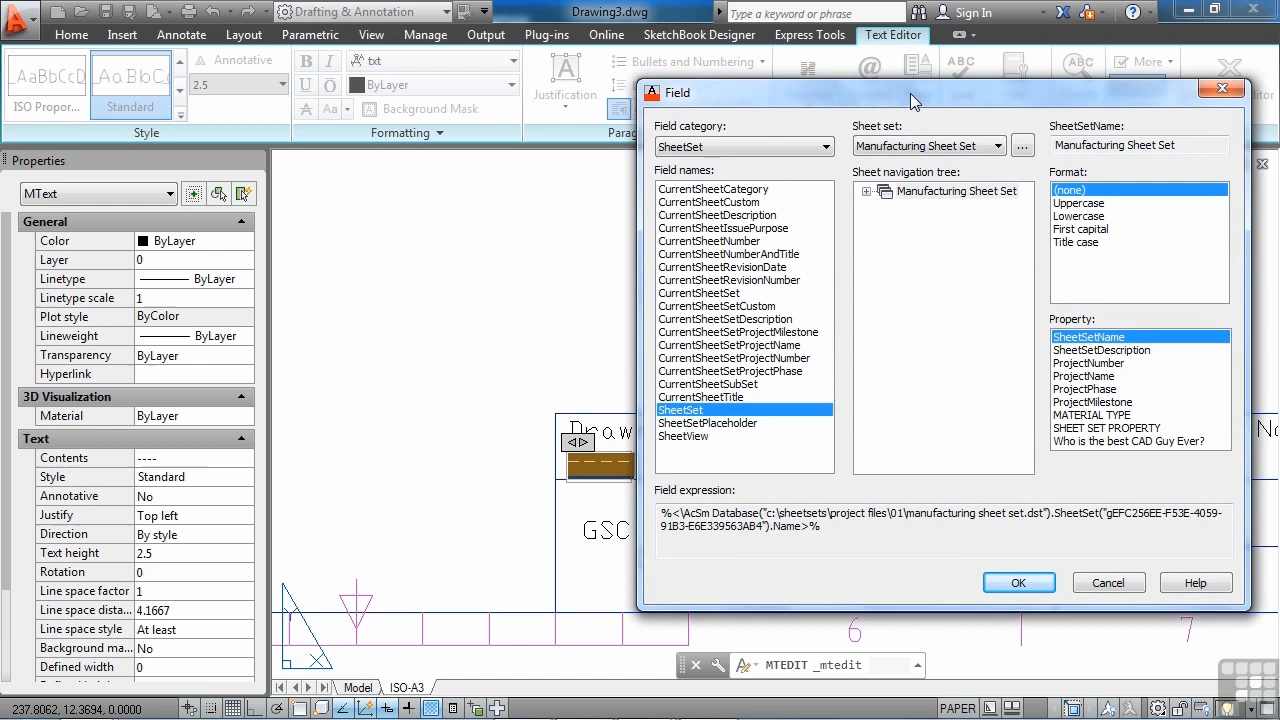 Drafting & Annotation
Drawing3.dwg
Type a keyword or phrase
Sign In
Home
Insert
Annotate
Layout
Parametric
View
Manage
Output
Plug-ins
Online
SketchBook Designer
Express Tools
Text Editor
AaBbCcD
Aa BbC
ISO Propor...
Standard
Annotative
2.5
Style
B I
txt
U O
ByLayer
A Aa
Background Mask
Formatting
A
Justification
Bullets and Numbering
@
ABC
ABC
More
Field
Properties
MText
General
Color ByLayer
Layer 0
Linetype ByLayer
Linetype scale 1
Plot style ByColor
Lineweight ByLayer
Transparency ByLayer
Hyperlink
3D Visualization
Material ByLayer
Text
Contents ----
Style Standard
Annotative No
Justify Top left
Direction By style
Text height 2.5
Rotation 0
Line space factor 1
Line space dista... 4.1667
Line space style At least
Background ma... No
Defined width 0
Field category:
SheetSet
Field names:
CurrentSheetCategory
CurrentSheetCustom
CurrentSheetDescription
CurrentSheetIssuePurpose
CurrentSheetNumber
CurrentSheetNumberAndTitle
CurrentSheetRevisionDate
CurrentSheetRevisionNumber
CurrentSheetSet
CurrentSheetSetCustom
CurrentSheetSetDescription
CurrentSheetSetProjectMilestone
CurrentSheetSetProjectName
CurrentSheetSetProjectNumber
CurrentSheetSetProjectPhase
CurrentSheetSubSet
CurrentSheetTitle
SheetSet
SheetSetPlaceholder
SheetView
Sheet set:
Manufacturing Sheet Set
...
Sheet navigation tree:
Manufacturing Sheet Set
SheetSetName:
Manufacturing Sheet Set
Format:
(none)
Uppercase
Lowercase
First capital
Title case
Property:
SheetSetName
SheetSetDescription
ProjectNumber
ProjectName
ProjectPhase
ProjectMilestone
MATERIAL TYPE
SHEET SET PROPERTY
Who is the best CAD Guy Ever?
Field expression:
%<\AcSm Database("c:\sheetsets\project files\01\manufacturing sheet set.dst").SheetSet("gEFC256EE-F53E-4059-
91B3-E6E339563AB4").Name>%
OK
Cancel
Help
Draw
GSC
6
7
MTEDIT _mtedit
Model
ISO-A3
237.8062, 12.3694, 0.0000
PAPER